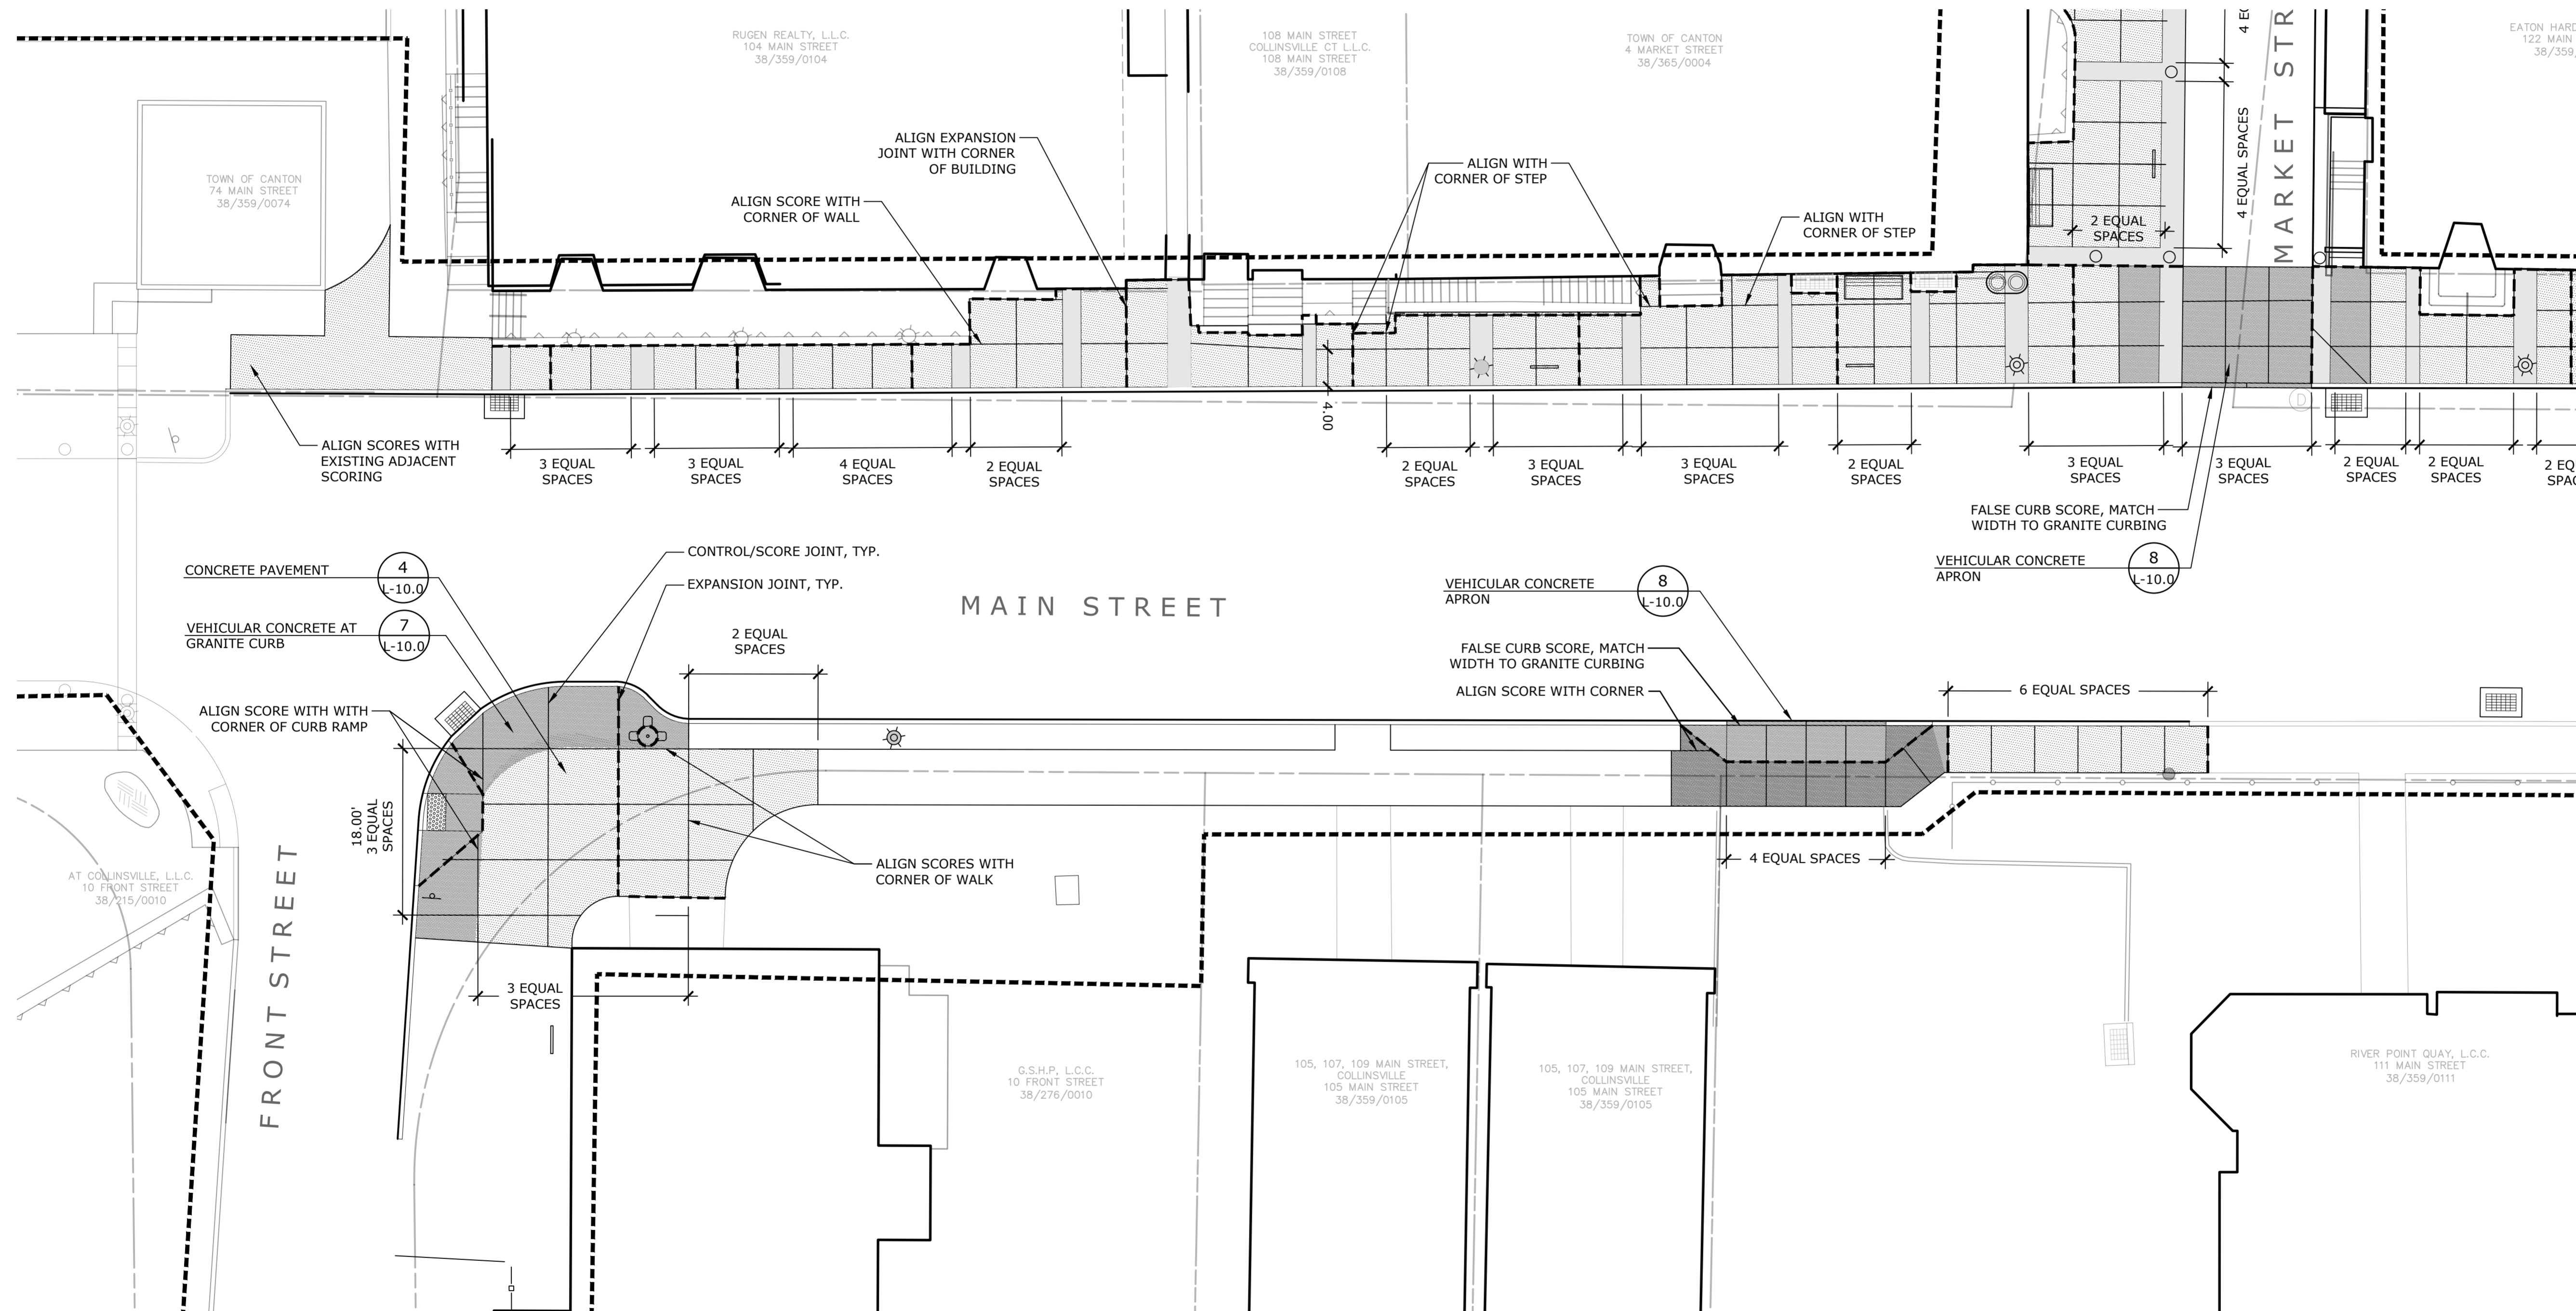 RUGEN REALTY, L.L.C.
104 MAIN STREET
38/359/0104
108 MAIN STREET
COLLINSVILLE CT L.L.C.
108 MAIN STREET
38/359/0108
TOWN OF CANTON
4 MARKET STREET
38/365/0004
4 EQUAL SPACES
MARKET STR
EATON HARD
122 MAIN
38/359
TOWN OF CANTON
74 MAIN STREET
38/359/0074
ALIGN EXPANSION
JOINT WITH CORNER
OF BUILDING
ALIGN SCORE WITH
CORNER OF WALL
ALIGN WITH
CORNER OF STEP
ALIGN WITH
CORNER OF STEP
2 EQUAL
SPACES
4.00
ALIGN SCORES WITH
EXISTING ADJACENT
SCORING
3 EQUAL
SPACES
3 EQUAL
SPACES
4 EQUAL
SPACES
2 EQUAL
SPACES
2 EQUAL
SPACES
3 EQUAL
SPACES
3 EQUAL
SPACES
2 EQUAL
SPACES
3 EQUAL
SPACES
3 EQUAL
SPACES
2 EQUAL
SPACES
2 EQUAL
SPACES
D
FALSE CURB SCORE, MATCH
WIDTH TO GRANITE CURBING
VEHICULAR CONCRETE
APRON
8
L-10.0
CONCRETE PAVEMENT
4
L-10.0
VEHICULAR CONCRETE AT
GRANITE CURB
7
L-10.0
CONTROL/SCORE JOINT, TYP.
EXPANSION JOINT, TYP.
MAIN STREET
2 EQUAL
SPACES
VEHICULAR CONCRETE
APRON
8
L-10.0
FALSE CURB SCORE, MATCH
WIDTH TO GRANITE CURBING
ALIGN SCORE WITH CORNER
6 EQUAL SPACES
ALIGN SCORE WITH WITH
CORNER OF CURB RAMP
18.00'
3 EQUAL
SPACES
ALIGN SCORES WITH
CORNER OF WALK
4 EQUAL SPACES
AT COLLINSVILLE, L.L.C.
10 FRONT STREET
38/215/0010
FRONT STREET
3 EQUAL
SPACES
G.S.H.P, L.C.C.
10 FRONT STREET
38/276/0010
105, 107, 109 MAIN STREET,
COLLINSVILLE
105 MAIN STREET
38/359/0105
105, 107, 109 MAIN STREET,
COLLINSVILLE
105 MAIN STREET
38/359/0105
RIVER POINT QUAY, L.C.C.
111 MAIN STREET
38/359/0111